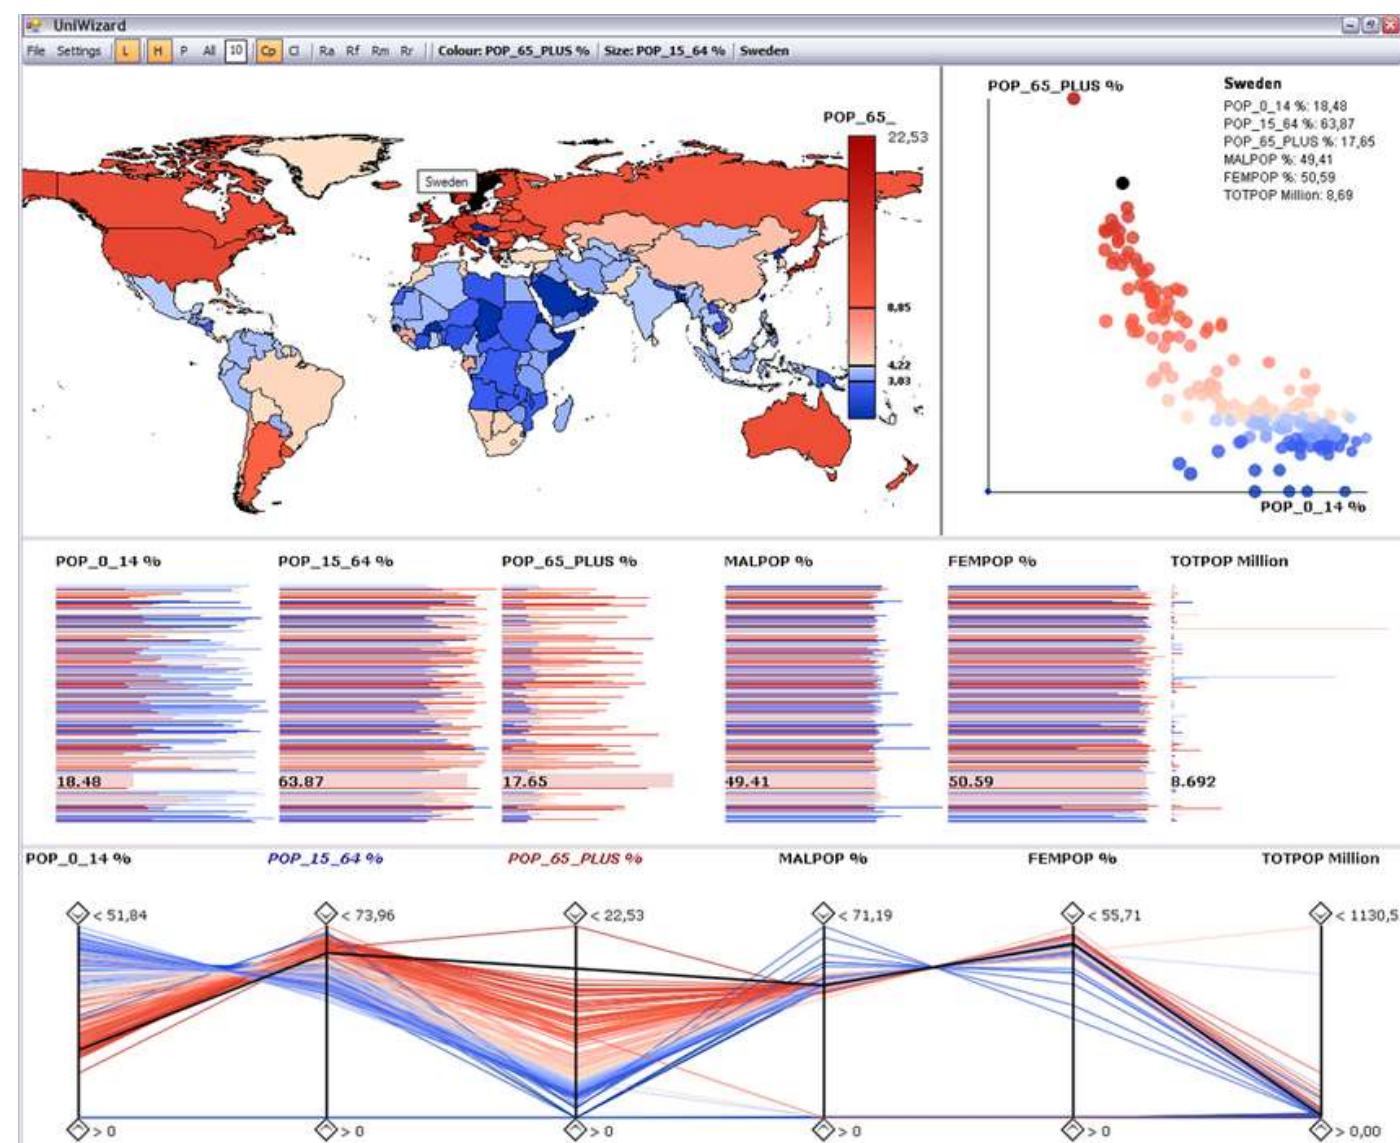 UniWizard
File Settings L H P All 10 Cp Cl Ra Rf Rm Rr Colour: POP_65_PLUS % Size: POP_15_64 % Sweden
POP_65_
22,53
8,85
4,22
3,03
0
Sweden
POP_65_PLUS %
Sweden
POP_0_14 %: 18,48
POP_15_64 %: 63,87
POP_65_PLUS %: 17,65
MALPOP %: 49,41
FEMPOP %: 50,59
TOTPOP Million: 8,69
POP_0_14 %
POP_0_14 % POP_15_64 % POP_65_PLUS % MALPOP % FEMPOP % TOTPOP Million
18.48 63.87 17.65 49.41 50.59 8.692
POP_0_14 % POP_15_64 % POP_65_PLUS % MALPOP % FEMPOP % TOTPOP Million
< 51,84 < 73,96 < 22,53 < 71,19 < 55,71 < 1130,5
> 0 > 0 > 0 > 0 > 0 > 0,00